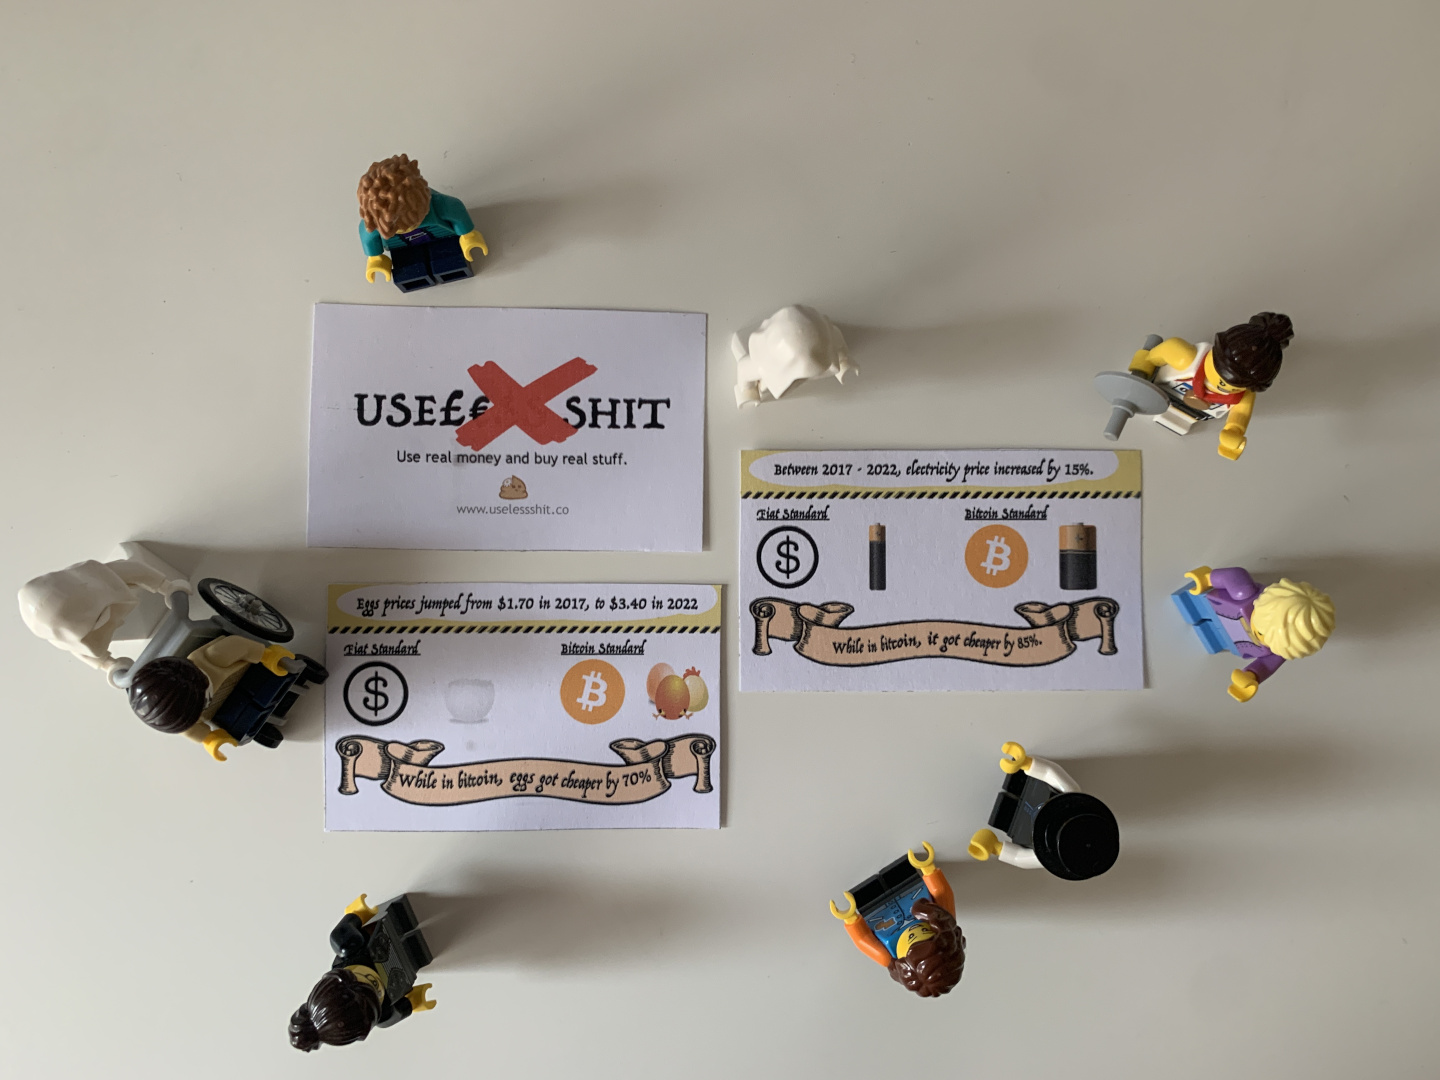 USE£€ SHIT
Use real money and buy real stuff.
www.uselessshit.co
Between 2017 - 2022, electricity price increased by 15%.
Fiat Standard
Bitcoin Standard
$
₿
While in bitcoin, it got cheaper by 85%.
Eggs prices jumped from $1.70 in 2017, to $3.40 in 2022
Fiat Standard
Bitcoin Standard
$
₿
While in bitcoin, eggs got cheaper by 70%